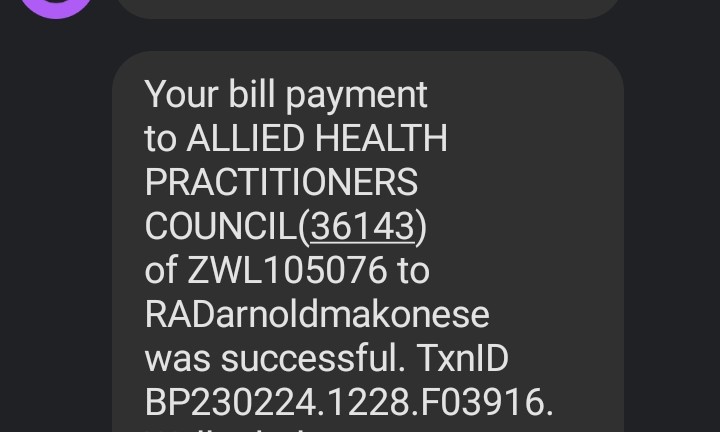 Your bill payment
to ALLIED HEALTH
PRACTITIONERS
COUNCIL(36143)
of ZWL105076 to
RADarnoldmakonese
was successful. TxnID
BP230224.1228.F03916.